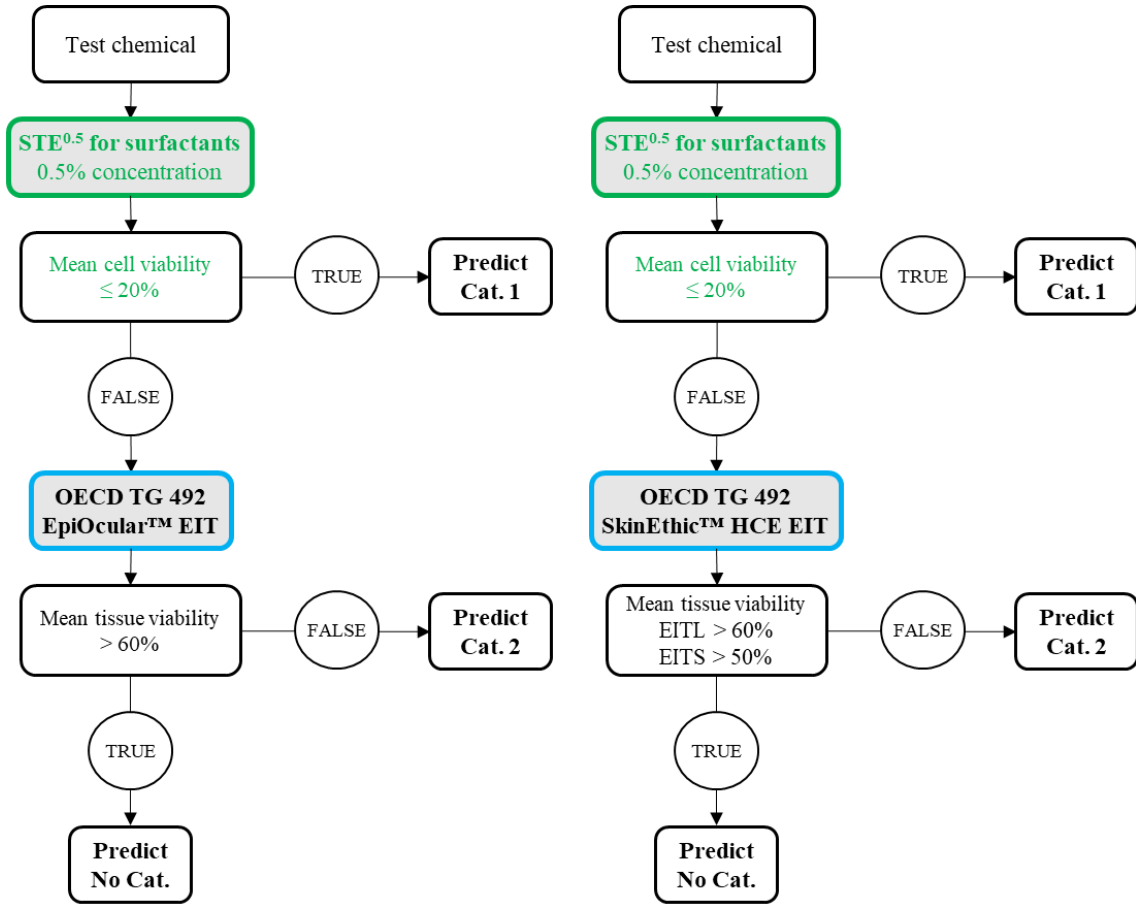 Test chemical
STE0.5 for surfactants
0.5% concentration
Mean cell viability
≤ 20%
TRUE
Predict
Cat. 1
FALSE
OECD TG 492
EpiOcular™ EIT
Mean tissue viability
> 60%
FALSE
Predict
Cat. 2
TRUE
Predict
No Cat.
Test chemical
STE0.5 for surfactants
0.5% concentration
Mean cell viability
≤ 20%
TRUE
Predict
Cat. 1
FALSE
OECD TG 492
SkinEthic™ HCE EIT
Mean tissue viability
EITL > 60%
EITS > 50%
FALSE
Predict
Cat. 2
TRUE
Predict
No Cat.